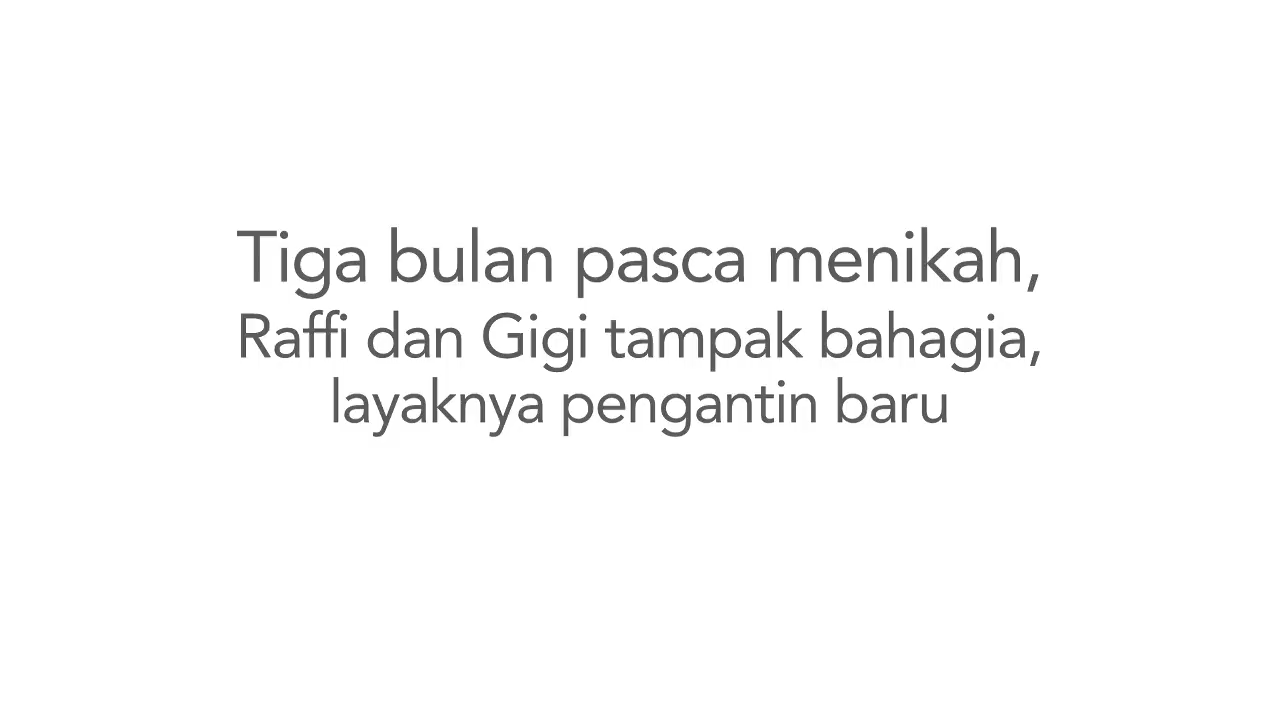 Tiga bulan pasca menikah,
Raffi dan Gigi tampak bahagia,
layaknya pengantin baru